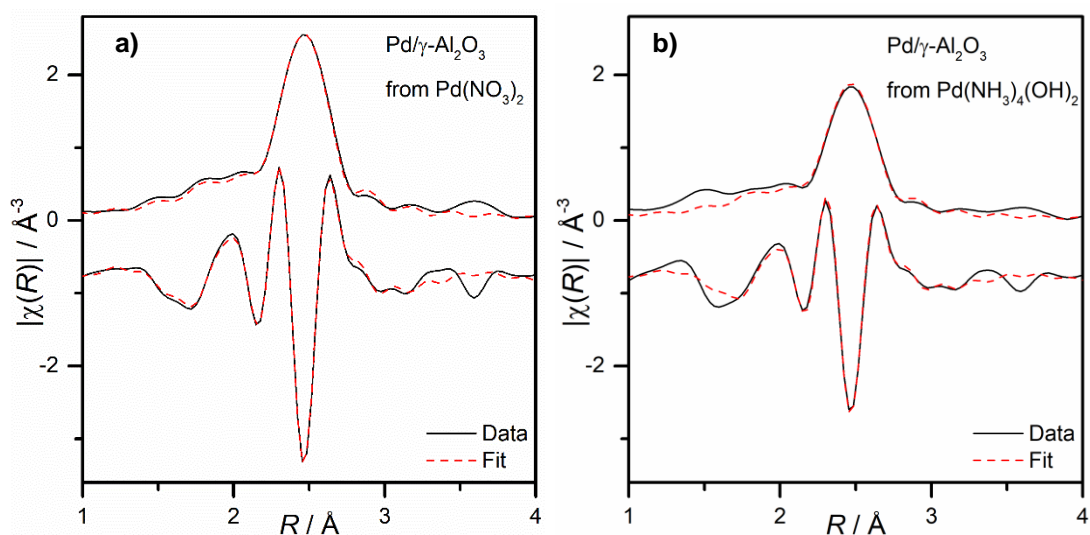 a)
Pd/γ-Al₂O₃
from Pd(NO₃)₂
2
0
-2
|χ(R)| / Å⁻³
Data
Fit
1 2 3 4
R / Å
b)
Pd/γ-Al₂O₃
from Pd(NH₃)₄(OH)₂
2
0
-2
|χ(R)| / Å⁻³
Data
Fit
1 2 3 4
R / Å